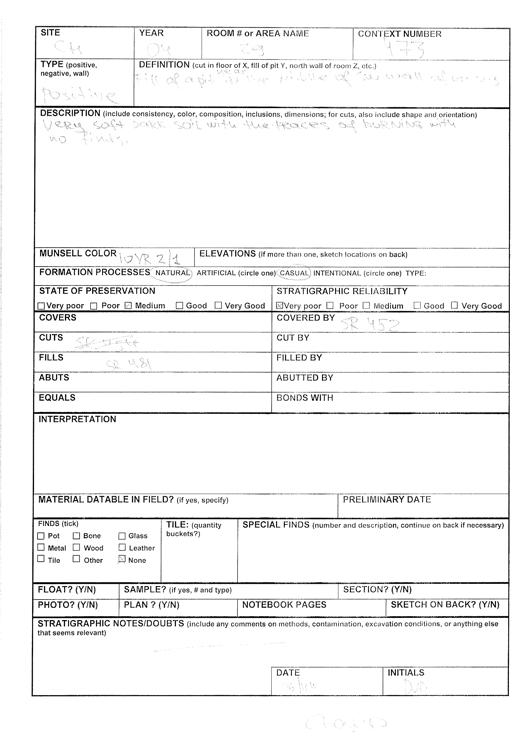 SITE YEAR ROOM # or AREA NAME CONTEXT NUMBER
CM 04 29 173
TYPE (positive, negative, wall) DEFINITION (cut in floor of X, fill of pit Y, north wall of room Z, etc.)
positive Fill of a pit in the middle of the wall
DESCRIPTION (include consistency, color, composition, inclusions, dimensions; for cuts, also include shape and orientation)
Very soft dark soil with the traces of burning with
no finds.
MUNSELL COLOR 10YR 2/1 ELEVATIONS (if more than one, sketch locations on back)
FORMATION PROCESSES NATURAL ARTIFICIAL (circle one) CASUAL INTENTIONAL (circle one) TYPE:
STATE OF PRESERVATION STRATIGRAPHIC RELIABILITY
☐ Very poor ☐ Poor ☒ Medium ☐ Good ☐ Very Good ☒ Very poor ☐ Poor ☐ Medium ☐ Good ☐ Very Good
COVERS COVERED BY SR 452
CUTS CUT BY
FILLS SR 481 FILLED BY
ABUTS ABUTTED BY
EQUALS BONDS WITH
INTERPRETATION
MATERIAL DATABLE IN FIELD? (if yes, specify) PRELIMINARY DATE
FINDS (tick) TILE: (quantity buckets?) SPECIAL FINDS (number and description, continue on back if necessary)
☐ Pot ☐ Bone ☐ Glass
☐ Metal ☐ Wood ☐ Leather
☐ Tile ☐ Other ☒ None
FLOAT? (Y/N) SAMPLE? (if yes, # and type) SECTION? (Y/N)
PHOTO? (Y/N) PLAN ? (Y/N) NOTEBOOK PAGES SKETCH ON BACK? (Y/N)
STRATIGRAPHIC NOTES/DOUBTS (include any comments on methods, contamination, excavation conditions, or anything else
that seems relevant)
DATE INITIALS